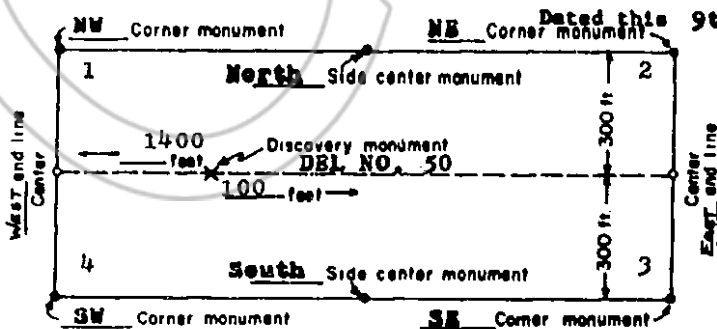 Dated this 9t
NW Corner monument NE Corner monument
1 North Side center monument 2
300 ft
1400 feet Discovery monument
DBL NO. 50
100 feet
WEST end line
Center
Center
EAST end line
300 ft
4 South Side center monument 3
SW Corner monument SE Corner monument